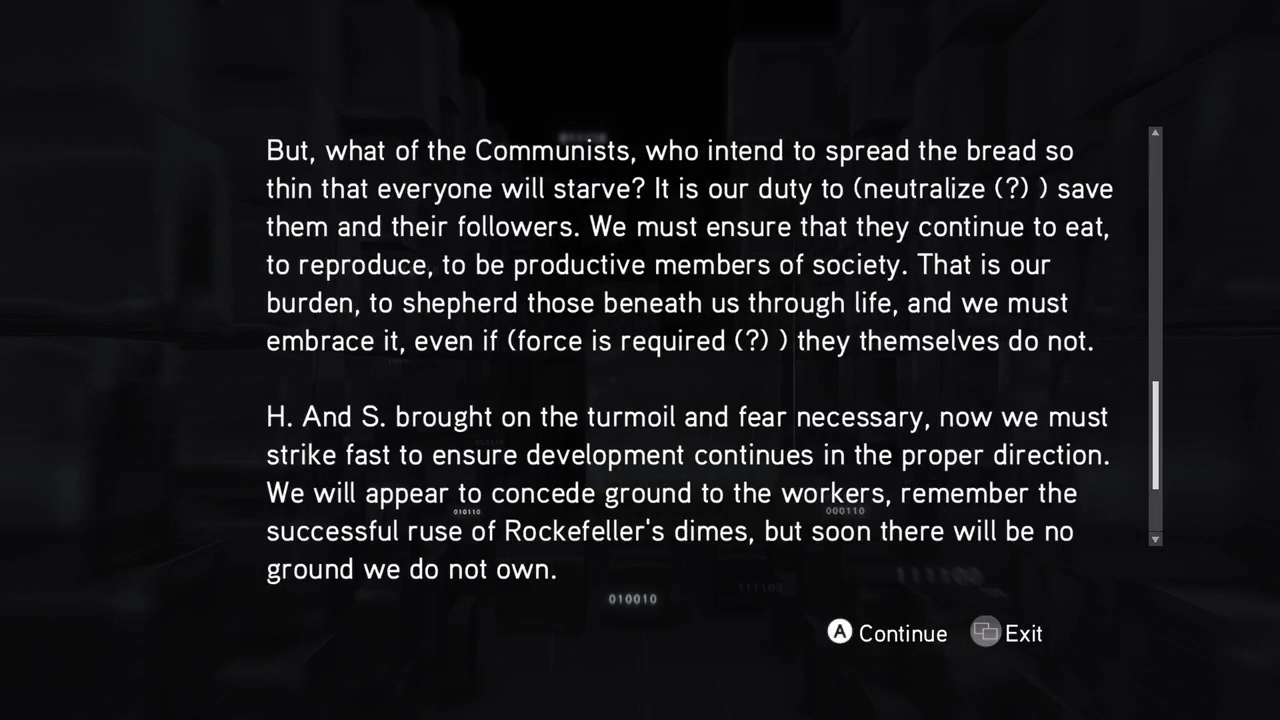 But, what of the Communists, who intend to spread the bread so
thin that everyone will starve? It is our duty to (neutralize (?) ) save
them and their followers. We must ensure that they continue to eat,
to reproduce, to be productive members of society. That is our
burden, to shepherd those beneath us through life, and we must
embrace it, even if (force is required (?) ) they themselves do not.
H. And S. brought on the turmoil and fear necessary, now we must
strike fast to ensure development continues in the proper direction.
We will appear to concede ground to the workers, remember the
010110
000110
successful ruse of Rockefeller's dimes, but soon there will be no
ground we do not own.
111100
111100
010010
A Continue Exit